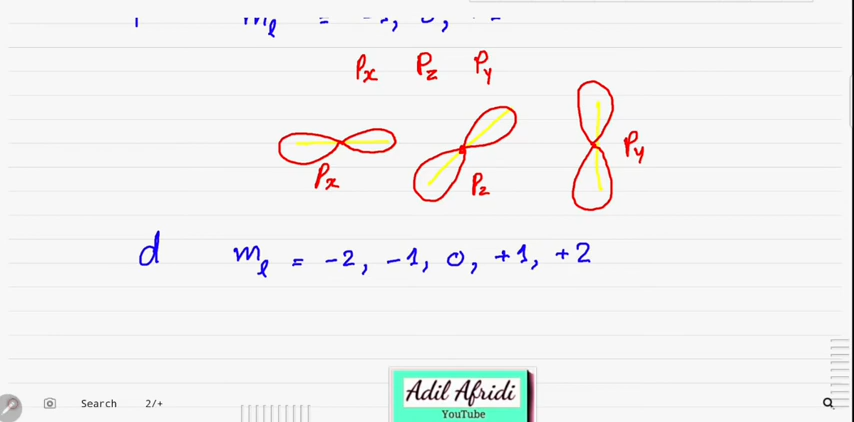 Px Pz Py
Px
Pz
Py
d mℓ = -2, -1, 0, +1, +2
Adil Afridi
YouTube
Search 2/+